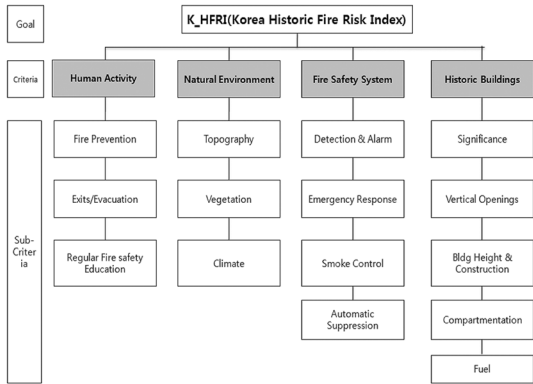 Goal
K_HFRI(Korea Historic Fire Risk Index)
Criteria
Human Activity
Natural Environment
Fire Safety System
Historic Buildings
Sub-
Criter
ia
Fire Prevention
Topography
Detection & Alarm
Significance
Exits/Evacuation
Vegetation
Emergency Response
Vertical Openings
Regular Fire safety
Education
Climate
Smoke Control
Bldg Height &
Construction
Automatic
Suppression
Compartmentation
Fuel